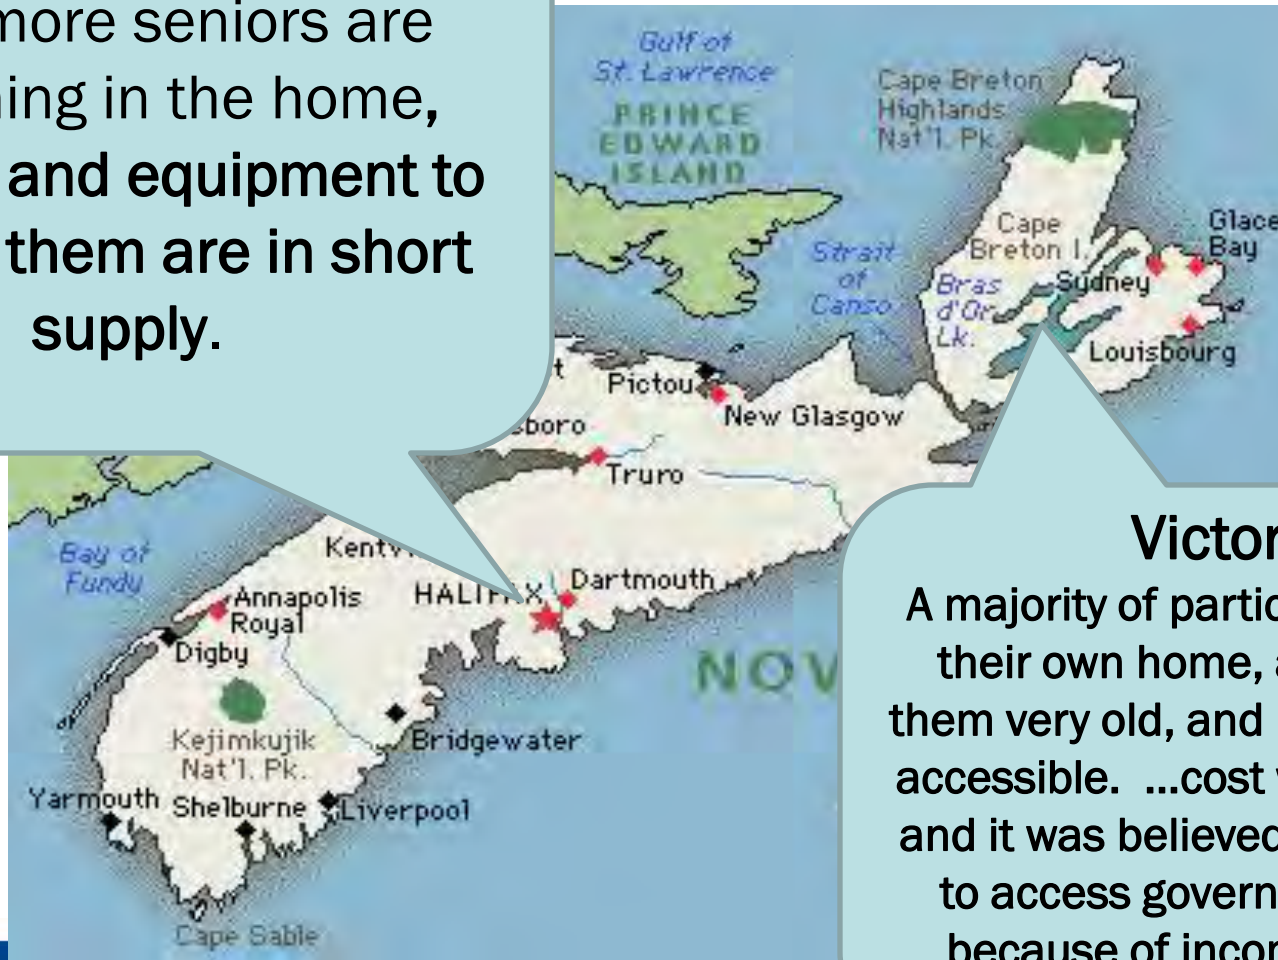 more seniors are
ning in the home,
and equipment to
them are in short
supply.
Gulf of
St. Lawrence
PRINCE
EDWARD
ISLAND
Cape Breton
Highlands
Nat'l. Pk.
Cape
Breton I.
Glace
Bay
Strait
of
Canso
Bras
d'Or
Lk.
Sydney
Louisbourg
Pictou
New Glasgow
sboro
Truro
Bay of
Fundy
Kentv
HALIFAX
Dartmouth
Annapolis
Royal
Digby
NOV
Kejimkujik
Nat'l. Pk.
Bridgewater
Yarmouth
Shelburne
Liverpool
Cape Sable
Victor
A majority of partic
their own home, a
them very old, and
accessible. ...cost
and it was believed
to access govern
because of incor